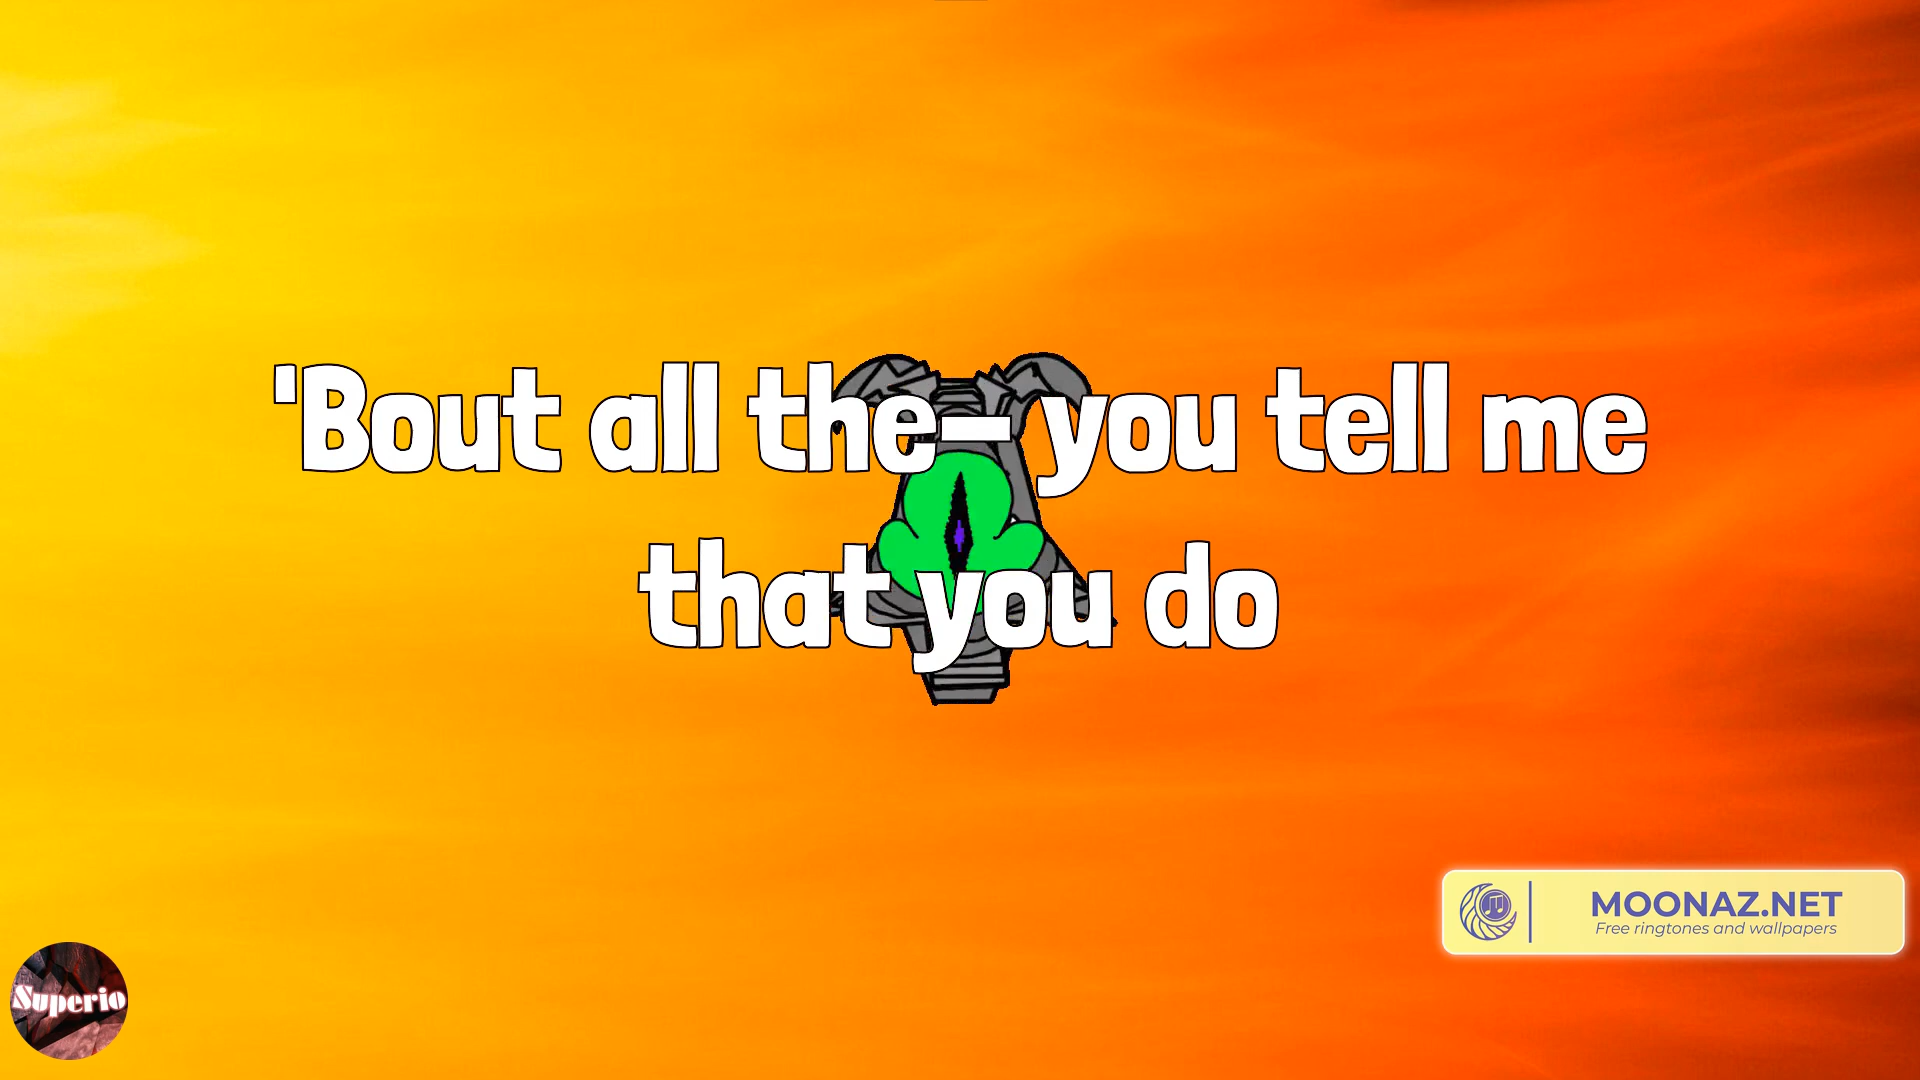 'Bout all the- you tell me
that you do
MOONAZ.NET
Free ringtones and wallpapers
Superio